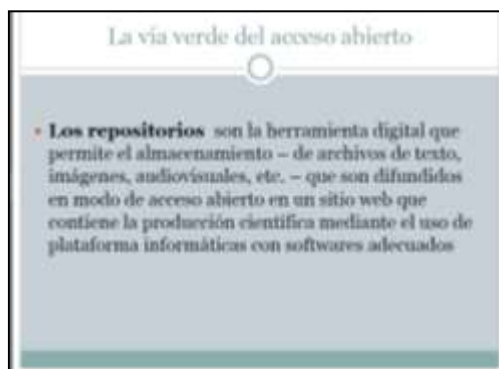 La vía verde del acceso abierto
• Los repositorios son la herramienta digital que
permite el almacenamiento – de archivos de texto,
imágenes, audiovisuales, etc. – que son difundidos
en modo de acceso abierto en un sitio web que
contiene la producción científica mediante el uso de
plataforma informáticas con softwares adecuados